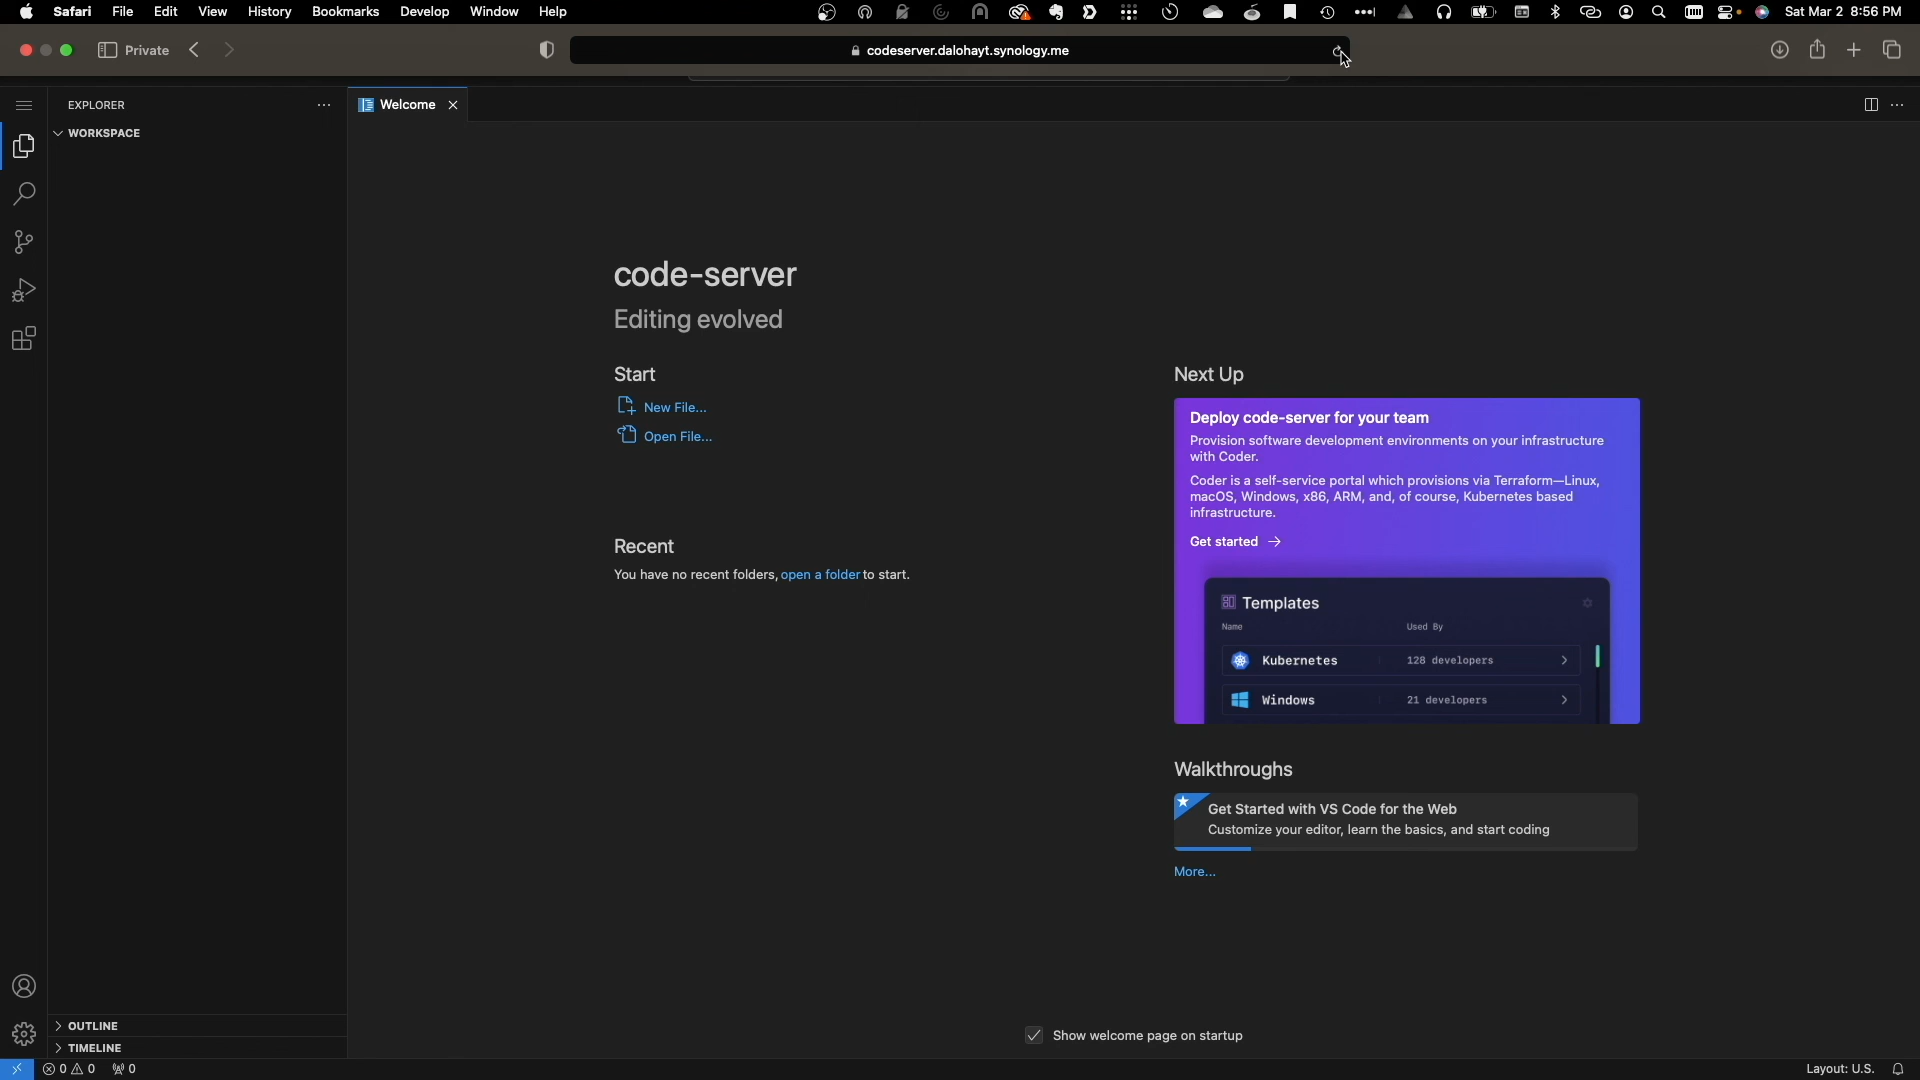 Safari File Edit View History Bookmarks Develop Window Help Sat Mar 2 8:56 PM
Private codeserver.dalohayt.synology.me
EXPLORER Welcome
WORKSPACE
code-server
Editing evolved
Start
New File...
Open File...
Recent
You have no recent folders, open a folder to start.
Next Up
Deploy code-server for your team
Provision software development environments on your infrastructure
with Coder.
Coder is a self-service portal which provisions via Terraform—Linux,
macOS, Windows, x86, ARM, and, of course, Kubernetes based
infrastructure.
Get started →
Templates
Name Used By
Kubernetes 128 developers
Windows 21 developers
Walkthroughs
Get Started with VS Code for the Web
Customize your editor, learn the basics, and start coding
More...
Show welcome page on startup
OUTLINE
TIMELINE
0 0 0 Layout: U.S.